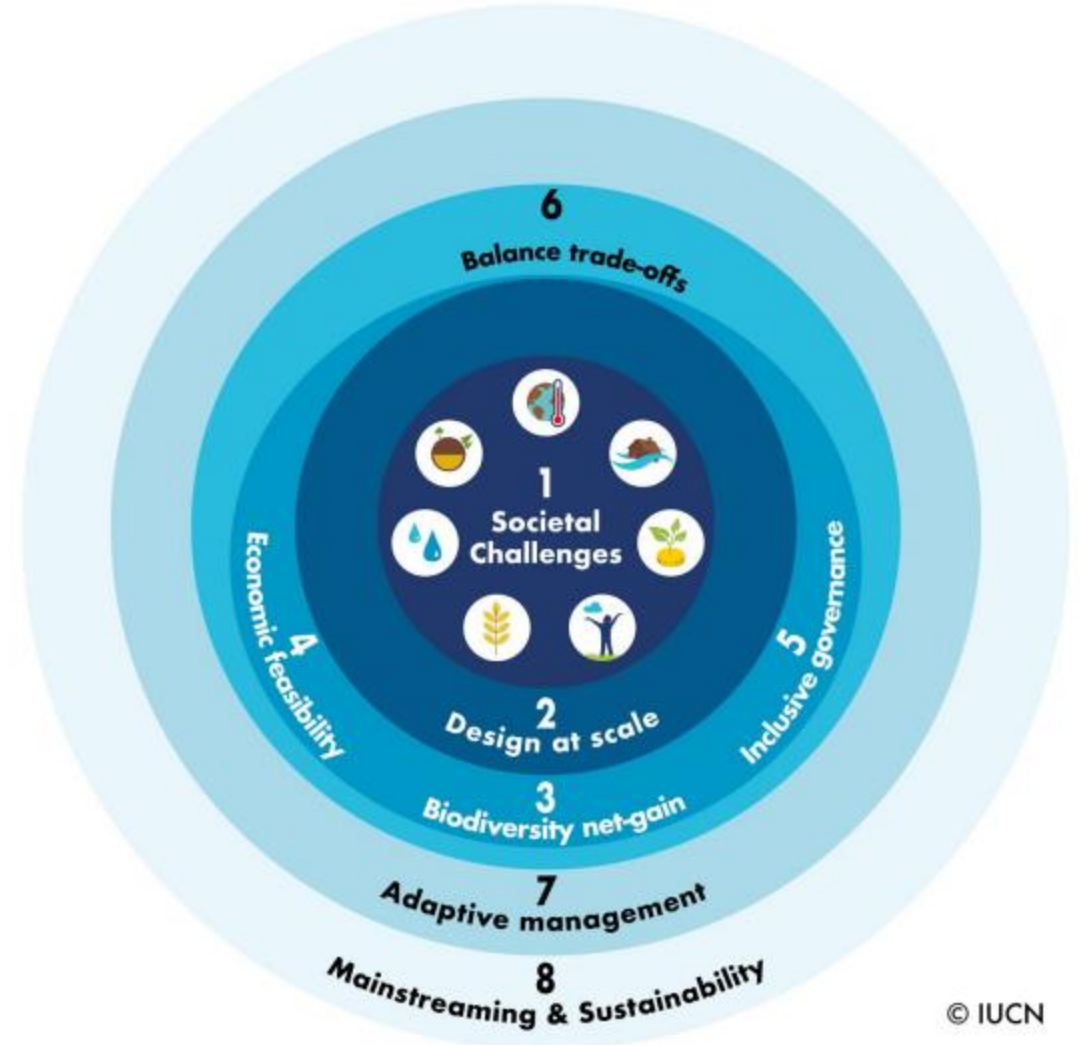 6
Balance trade-offs
1
Societal
Challenges
4
Economic feasibility
5
Inclusive governance
2
Design at scale
3
Biodiversity net-gain
7
Adaptive management
8
Mainstreaming & Sustainability
© IUCN